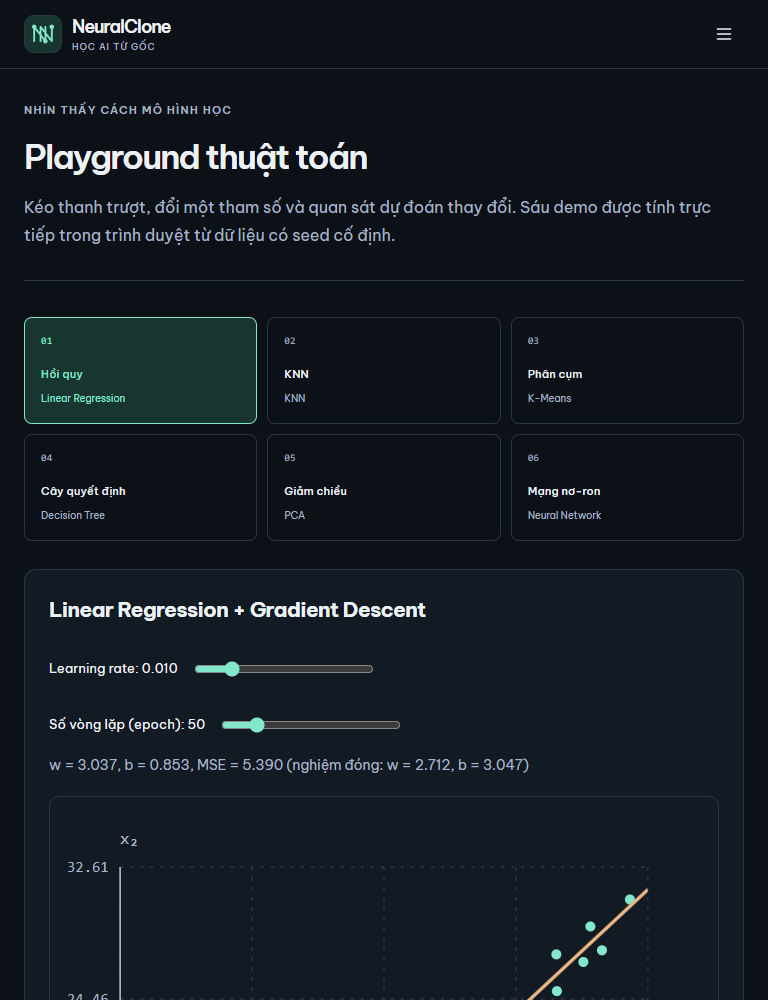 NeuralClone
HỌC AI TỪ GỐC
NHÌN THẤY CÁCH MÔ HÌNH HỌC
Playground thuật toán
Kéo thanh trượt, đổi một tham số và quan sát dự đoán thay đổi. Sáu demo được tính trực
tiếp trong trình duyệt từ dữ liệu có seed cố định.
01
Hồi quy
Linear Regression
02
KNN
KNN
03
Phân cụm
K-Means
04
Cây quyết định
Decision Tree
05
Giảm chiều
PCA
06
Mạng nơ-ron
Neural Network
Linear Regression + Gradient Descent
Learning rate: 0.010
Số vòng lặp (epoch): 50
w = 3.037, b = 0.853, MSE = 5.390 (nghiệm đóng: w = 2.712, b = 3.047)
x₂
32.61
24.46